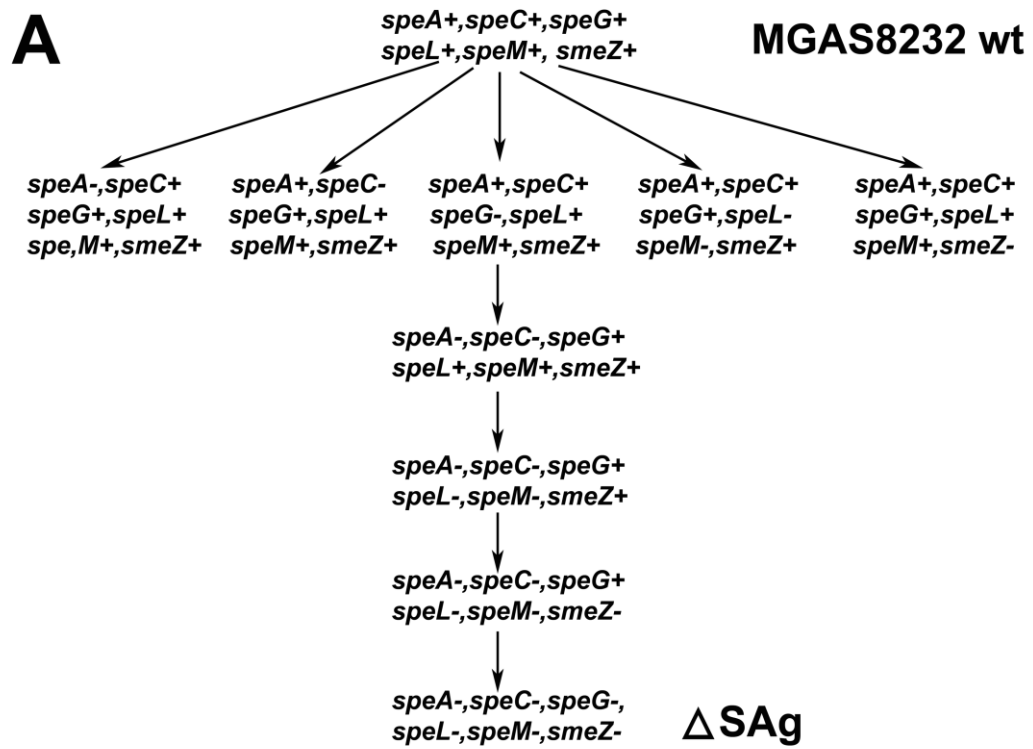 A
speA+,speC+,speG+
speL+,speM+, smeZ+
MGAS8232 wt
speA-,speC+
speG+,speL+
spe,M+,smeZ+
speA+,speC-
speG+,speL+
speM+,smeZ+
speA+,speC+
speG-,speL+
speM+,smeZ+
speA+,speC+
speG+,speL-
speM-,smeZ+
speA+,speC+
speG+,speL+
speM+,smeZ-
speA-,speC-,speG+
speL+,speM+,smeZ+
speA-,speC-,speG+
speL-,speM-,smeZ+
speA-,speC-,speG+
speL-,speM-,smeZ-
speA-,speC-,speG-,
speL-,speM-,smeZ-
△SAg